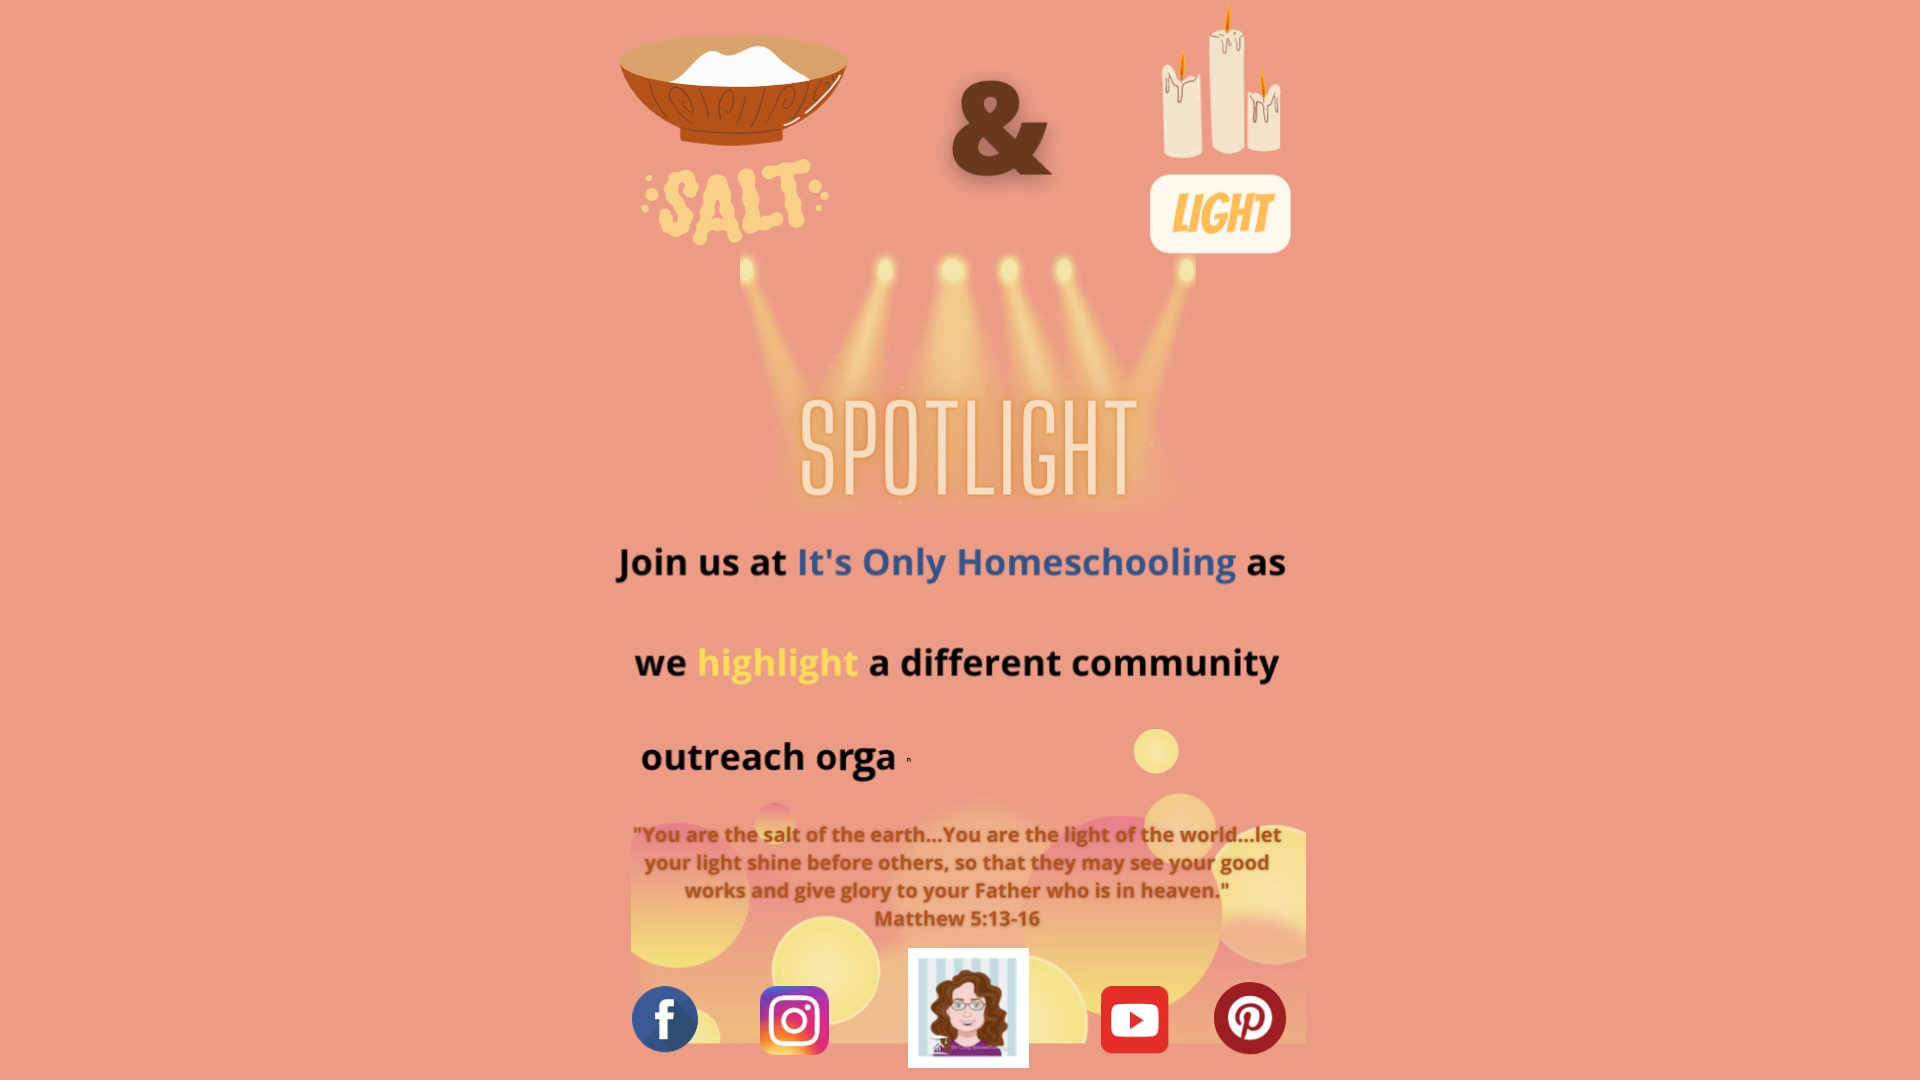 SALT
&
LIGHT
SPOTLIGHT
Join us at It's Only Homeschooling as
we highlight a different community
outreach orga
"You are the salt of the earth...You are the light of the world...let
your light shine before others, so that they may see your good
works and give glory to your Father who is in heaven."
Matthew 5:13-16